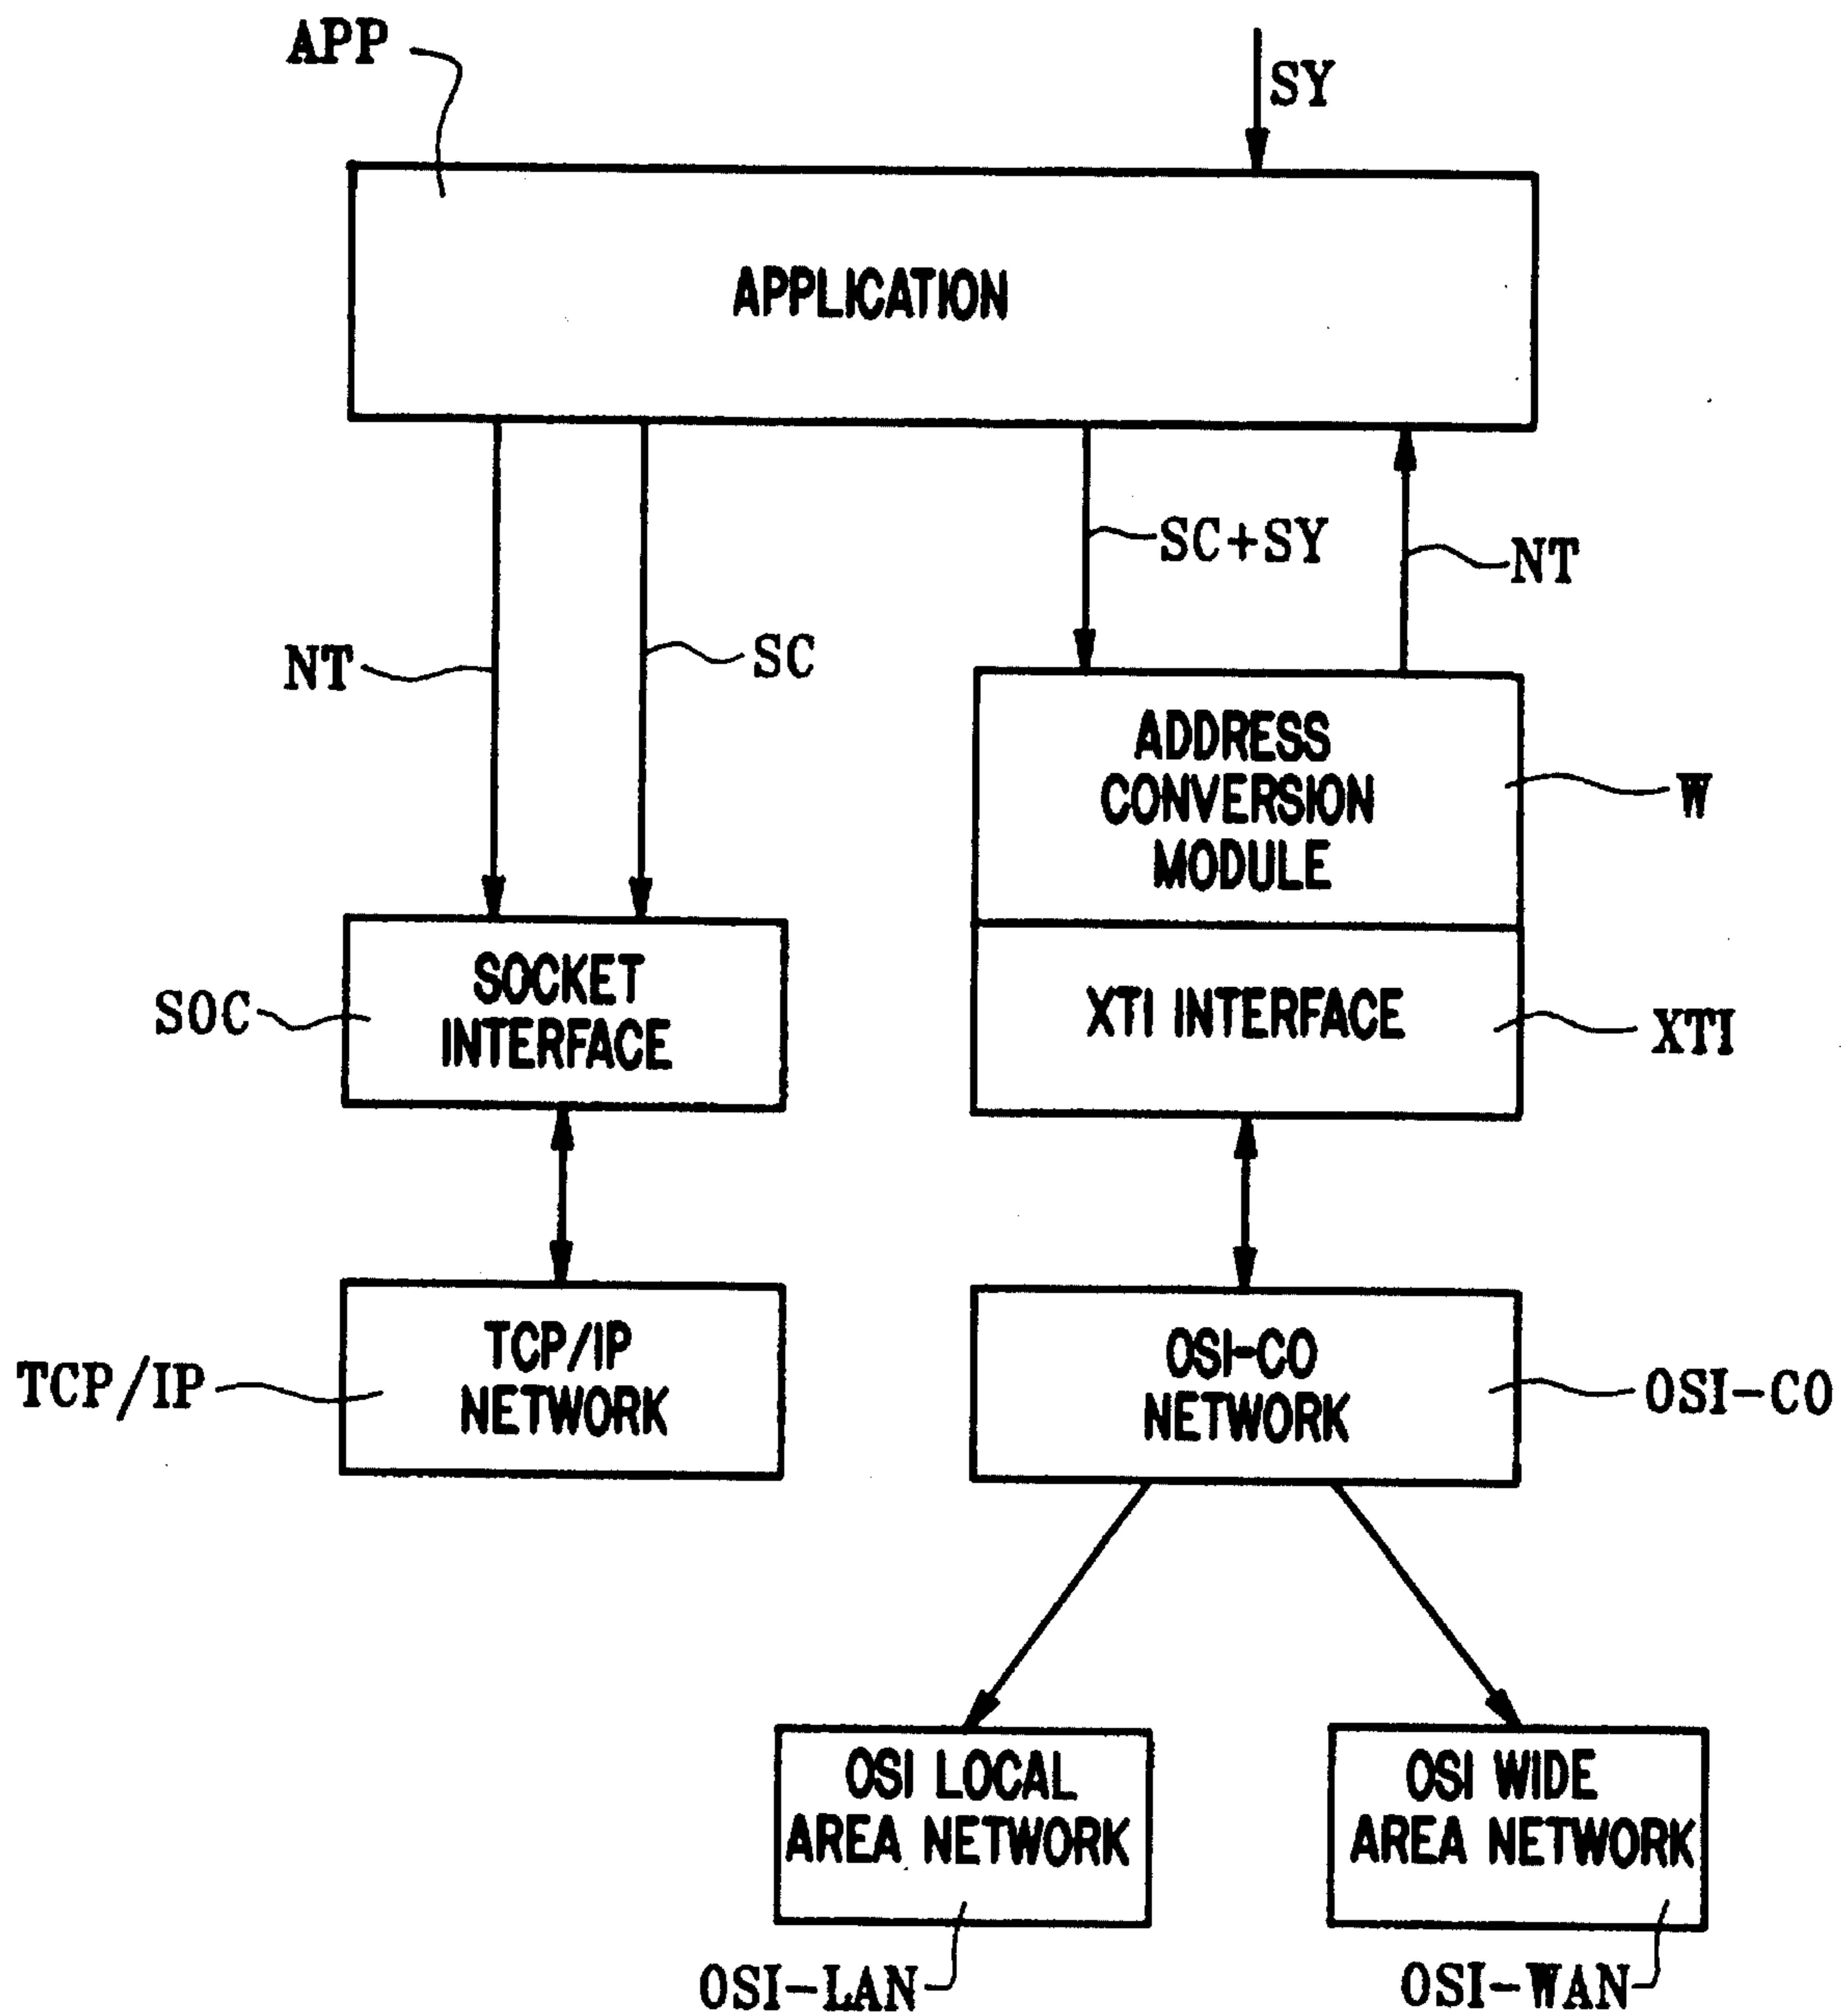 APP
SY
APPLICATION
SC+SY
NT
NT
SC
ADDRESS
CONVERSION
MODULE
W
SOCKET
INTERFACE
SOC
XTI INTERFACE
XTI
TCP/IP
NETWORK
TCP/IP
OSI-CO
NETWORK
OSI-CO
OSI LOCAL
AREA NETWORK
OSI WIDE
AREA NETWORK
OSI-LAN
OSI-WAN